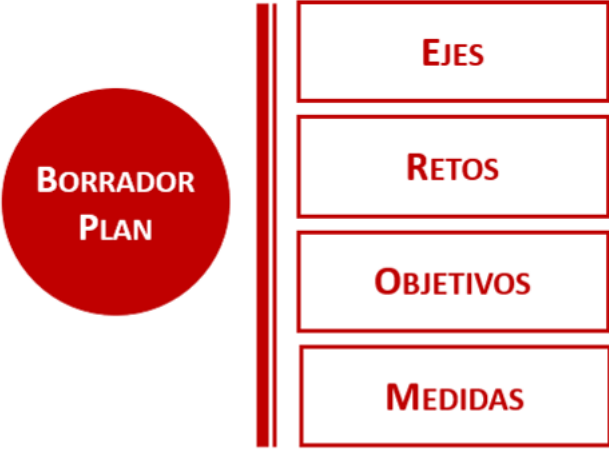 BORRADOR
PLAN
EJES
RETOS
OBJETIVOS
MEDIDAS